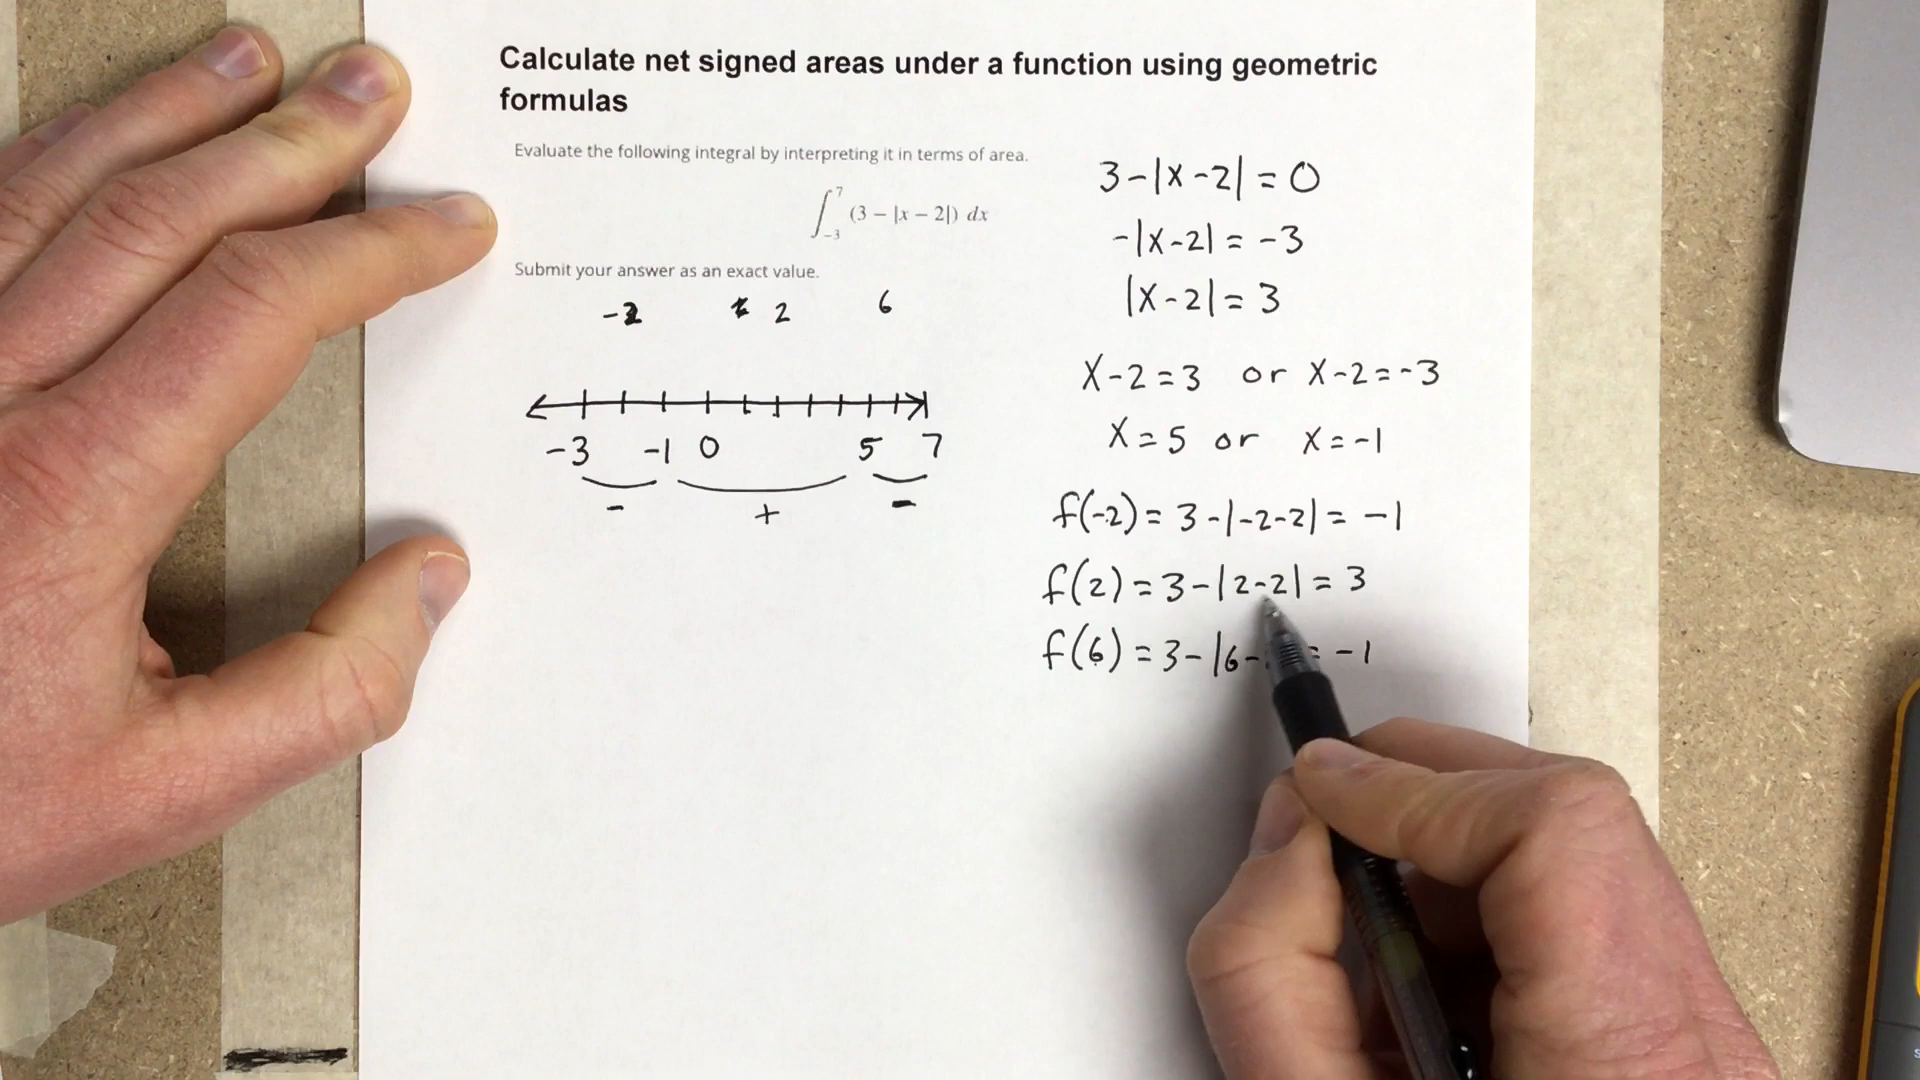 Calculate net signed areas under a function using geometric
formulas
Evaluate the following integral by interpreting it in terms of area.
∫₋₃⁷ (3 − |x − 2|) dx
Submit your answer as an exact value.
-2 2 6
-3 -1 0 5 7
- + -
3-|x-2| = 0
-|x-2| = -3
|x-2| = 3
x-2=3 or x-2=-3
x=5 or x=-1
f(-2) = 3-|-2-2| = -1
f(2) = 3-|2-2| = 3
f(6) = 3-|6- = -1